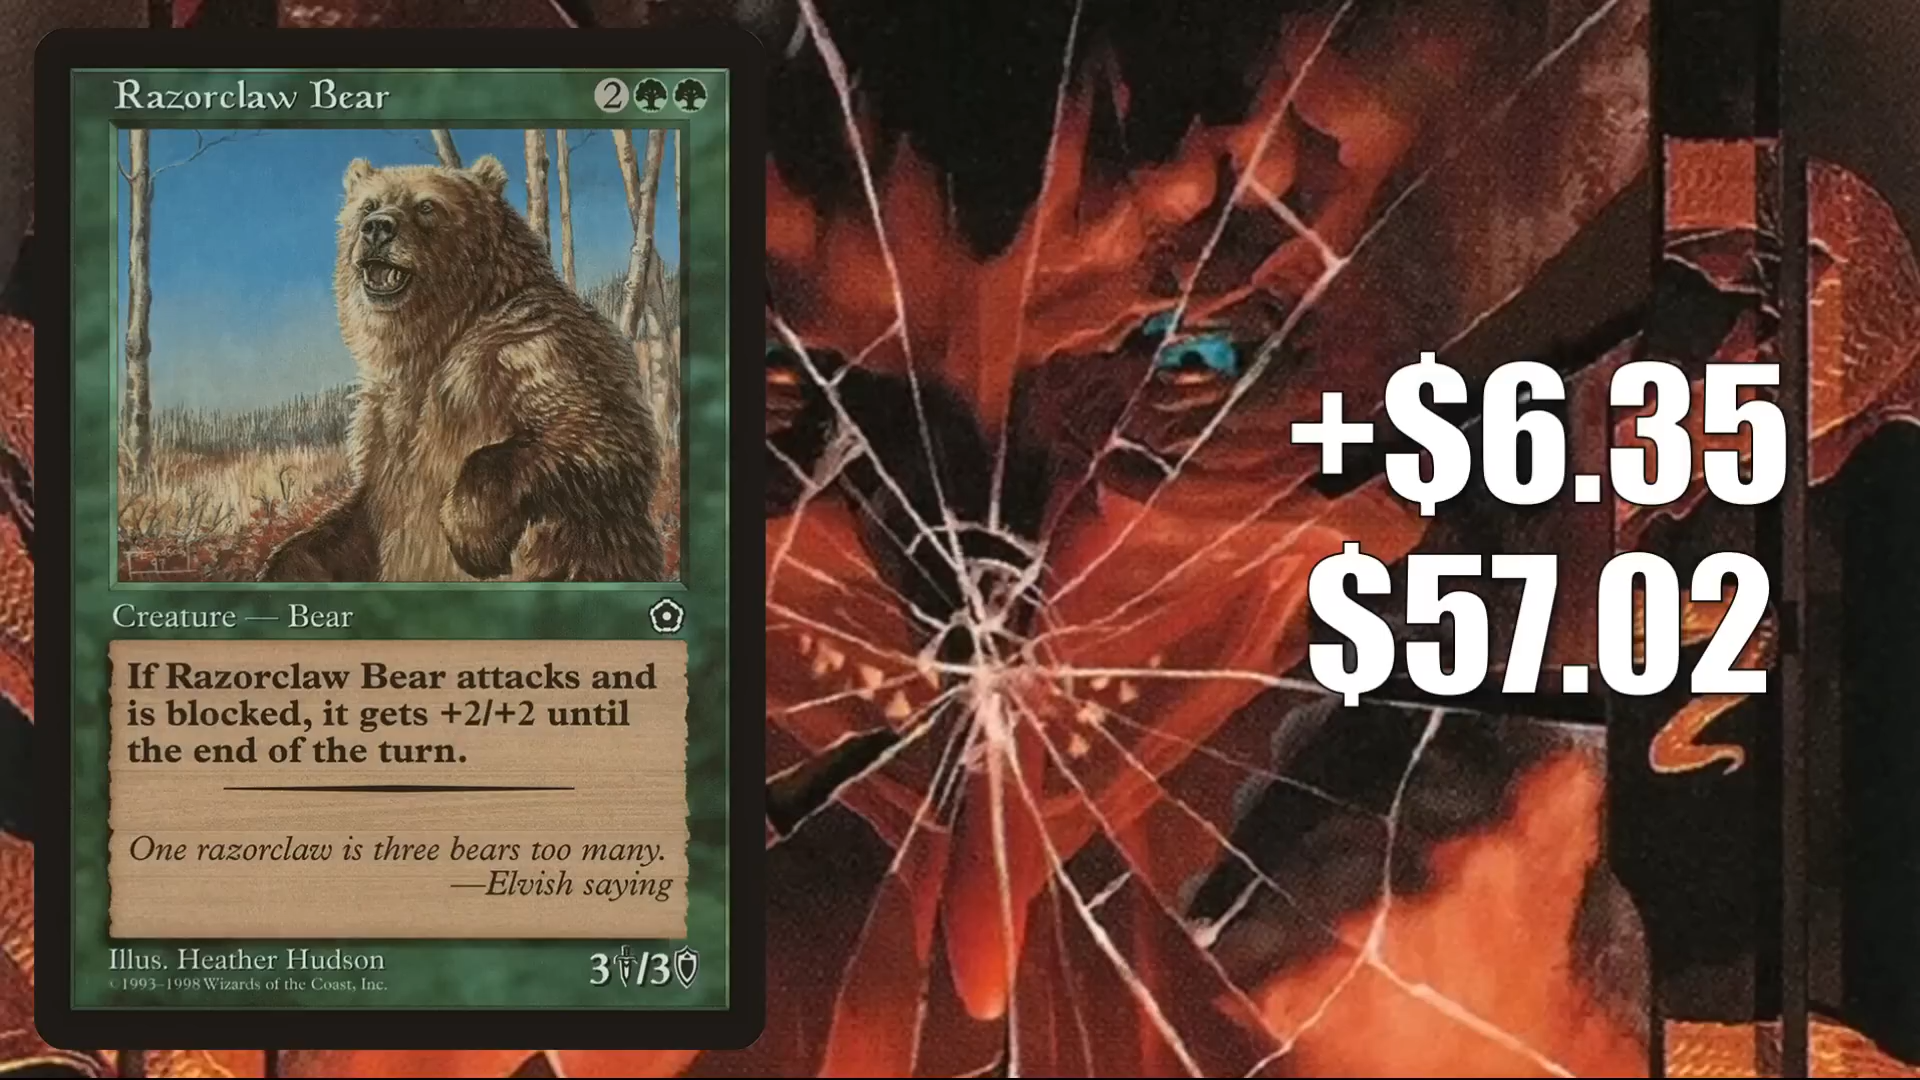 Razorclaw Bear 2
If Razorclaw Bear attacks and
is blocked, it gets +2/+2 until
the end of the turn.
One razorclaw is three bears too many.
—Elvish saying
Creature — Bear
Illus. Heather Hudson
©1993–1998 Wizards of the Coast, Inc.
3/3
+$6.35
$57.02